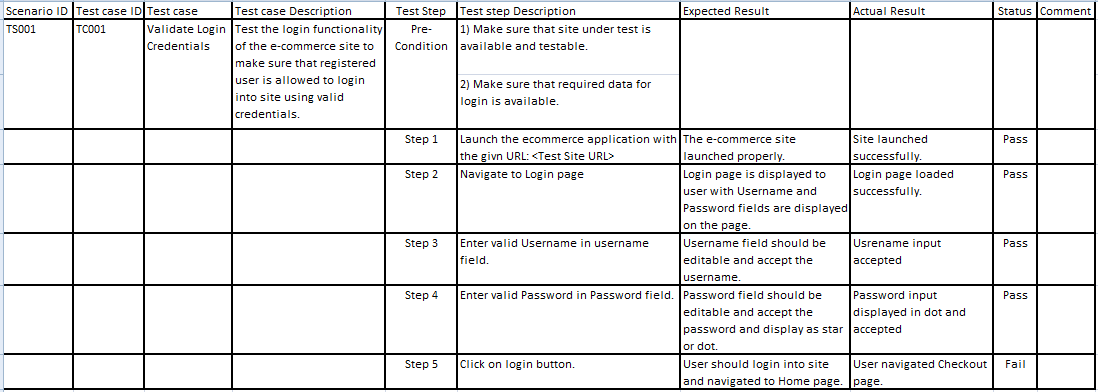 Scenario ID Test case ID Test case Test case Description Test Step Test step Description Expected Result Actual Result Status Comment
TS001 TC001 Validate Login Test the login functionality Pre- 1) Make sure that site under test is
Credentials of the e-commerce site to Condition available and testable.
make sure that registered
user is allowed to login 2) Make sure that required data for
into site using valid login is available.
credentials.
Step 1 Launch the ecommerce application with The e-commerce site Site launched Pass
the givn URL: <Test Site URL> launched properly. successfully.
Step 2 Navigate to Login page Login page is displayed to Login page loaded Pass
user with Username and successfully.
Password fields are displayed
on the page.
Step 3 Enter valid Username in username Username field should be Usrename input Pass
field. editable and accept the accepted
username.
Step 4 Enter valid Password in Password field. Password field should be Password input Pass
editable and accept the displayed in dot and
password and display as star accepted
or dot.
Step 5 Click on login button. User should login into site User navigated Checkout Fail
and navigated to Home page. page.